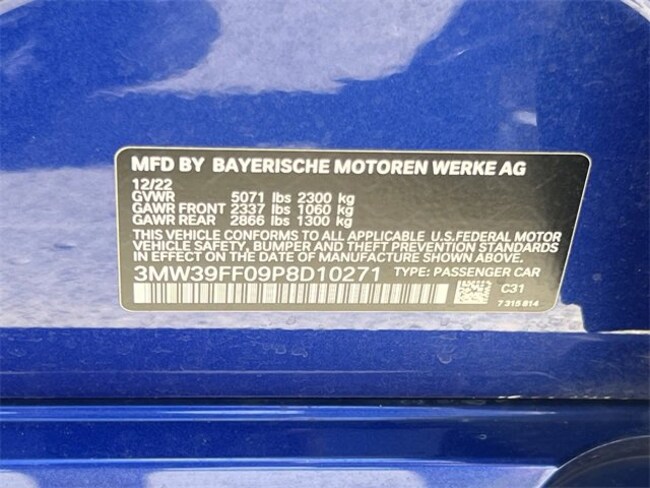 MFD BY BAYERISCHE MOTOREN WERKE AG
12/22
GVWR 5071 lbs 2300 kg
GAWR FRONT 2337 lbs 1060 kg
GAWR REAR 2866 lbs 1300 kg
THIS VEHICLE CONFORMS TO ALL APPLICABLE U.S.FEDERAL MOTOR
VEHICLE SAFETY, BUMPER AND THEFT PREVENTION STANDARDS
IN EFFECT ON THE DATE OF MANUFACTURE SHOWN ABOVE.
3MW39FF09P8D10271 TYPE: PASSENGER CAR
C31
7 315 814